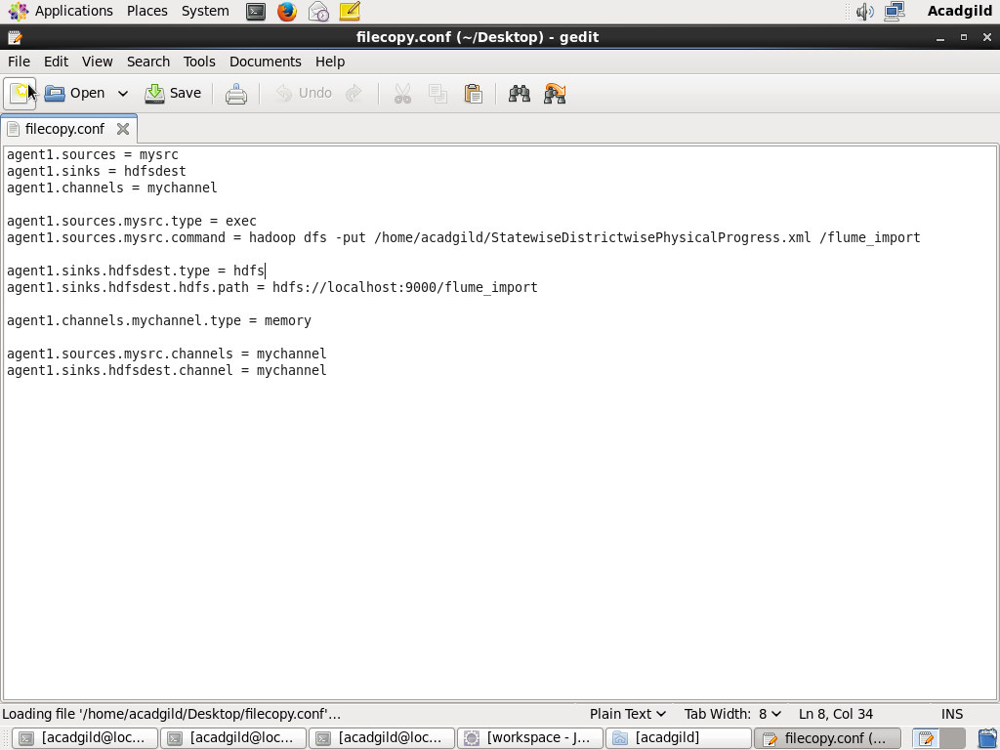 Applications Places System Acadgild
filecopy.conf (~/Desktop) - gedit
File Edit View Search Tools Documents Help
Open Save Undo
filecopy.conf
agent1.sources = mysrc
agent1.sinks = hdfsdest
agent1.channels = mychannel
agent1.sources.mysrc.type = exec
agent1.sources.mysrc.command = hadoop dfs -put /home/acadgild/StatewiseDistrictwisePhysicalProgress.xml /flume_import
agent1.sinks.hdfsdest.type = hdfs
agent1.sinks.hdfsdest.hdfs.path = hdfs://localhost:9000/flume_import
agent1.channels.mychannel.type = memory
agent1.sources.mysrc.channels = mychannel
agent1.sinks.hdfsdest.channel = mychannel
Loading file '/home/acadgild/Desktop/filecopy.conf'... Plain Text Tab Width: 8 Ln 8, Col 34 INS
[acadgild@loc... [acadgild@loc... [acadgild@loc... [workspace - J... [acadgild] filecopy.conf (...